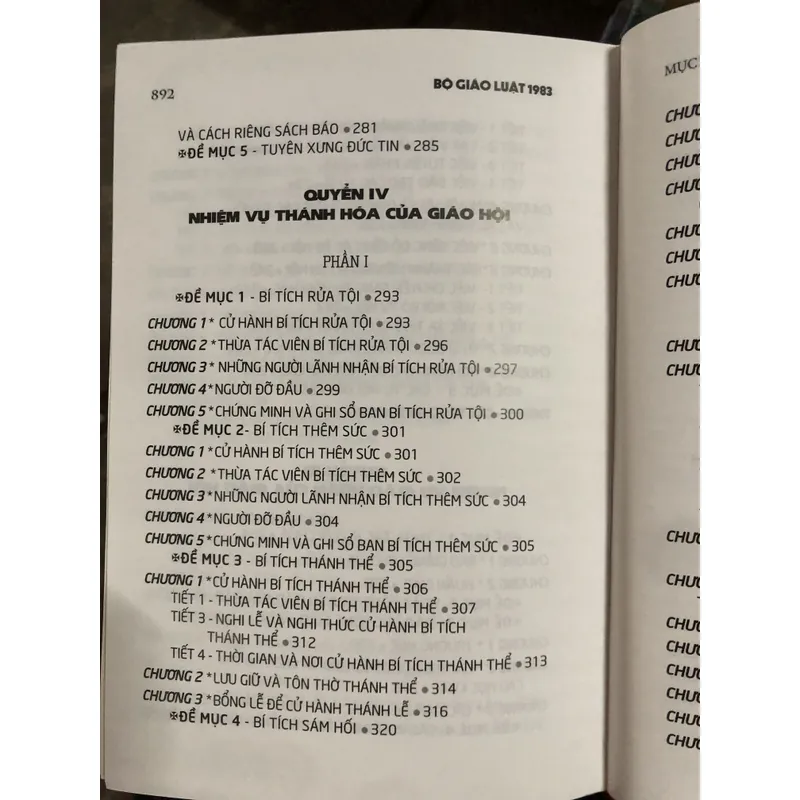 892
BỘ GIÁO LUẬT 1983
VÀ CÁCH RIÊNG SÁCH BÁO ● 281
✠ĐỀ MỤC 5 - TUYÊN XƯNG ĐỨC TIN ● 285
QUYỂN IV
NHIỆM VỤ THÁNH HÓA CỦA GIÁO HỘI
PHẦN I
✠ĐỀ MỤC 1 - BÍ TÍCH RỬA TỘI ● 293
CHƯƠNG 1* CỬ HÀNH BÍ TÍCH RỬA TỘI ● 293
CHƯƠNG 2 * THỪA TÁC VIÊN BÍ TÍCH RỬA TỘI ● 296
CHƯƠNG 3 * NHỮNG NGƯỜI LÃNH NHẬN BÍ TÍCH RỬA TỘI ● 297
CHƯƠNG 4*NGƯỜI ĐỠ ĐẦU ● 299
CHƯƠNG 5 *CHỨNG MINH VÀ GHI SỔ BAN BÍ TÍCH RỬA TỘI ● 300
✠ĐỀ MỤC 2- BÍ TÍCH THÊM SỨC ● 301
CHƯƠNG 1 *CỬ HÀNH BÍ TÍCH THÊM SỨC ● 301
CHƯƠNG 2 *THỪA TÁC VIÊN BÍ TÍCH THÊM SỨC ● 302
CHƯƠNG 3 *NHỮNG NGƯỜI LÃNH NHẬN BÍ TÍCH THÊM SỨC ● 304
CHƯƠNG 4 *NGƯỜI ĐỠ ĐẦU ● 304
CHƯƠNG 5 *CHỨNG MINH VÀ GHI SỔ BAN BÍ TÍCH THÊM SỨC ● 305
✠ĐỀ MỤC 3 - BÍ TÍCH THÁNH THỂ ● 305
CHƯƠNG 1 *CỬ HÀNH BÍ TÍCH THÁNH THỂ ● 306
TIẾT 1 - THỪA TÁC VIÊN BÍ TÍCH THÁNH THỂ ● 307
TIẾT 3 - NGHI LỄ VÀ NGHI THỨC CỬ HÀNH BÍ TÍCH
THÁNH THỂ ● 312
TIẾT 4 - THỜI GIAN VÀ NƠI CỬ HÀNH BÍ TÍCH THÁNH THỂ ● 313
CHƯƠNG 2 *LƯU GIỮ VÀ TÔN THỜ THÁNH THỂ ● 314
CHƯƠNG 3 *BỔNG LỄ ĐỂ CỬ HÀNH THÁNH LỄ ● 316
✠ĐỀ MỤC 4 - BÍ TÍCH SÁM HỐI ● 320
MỤC